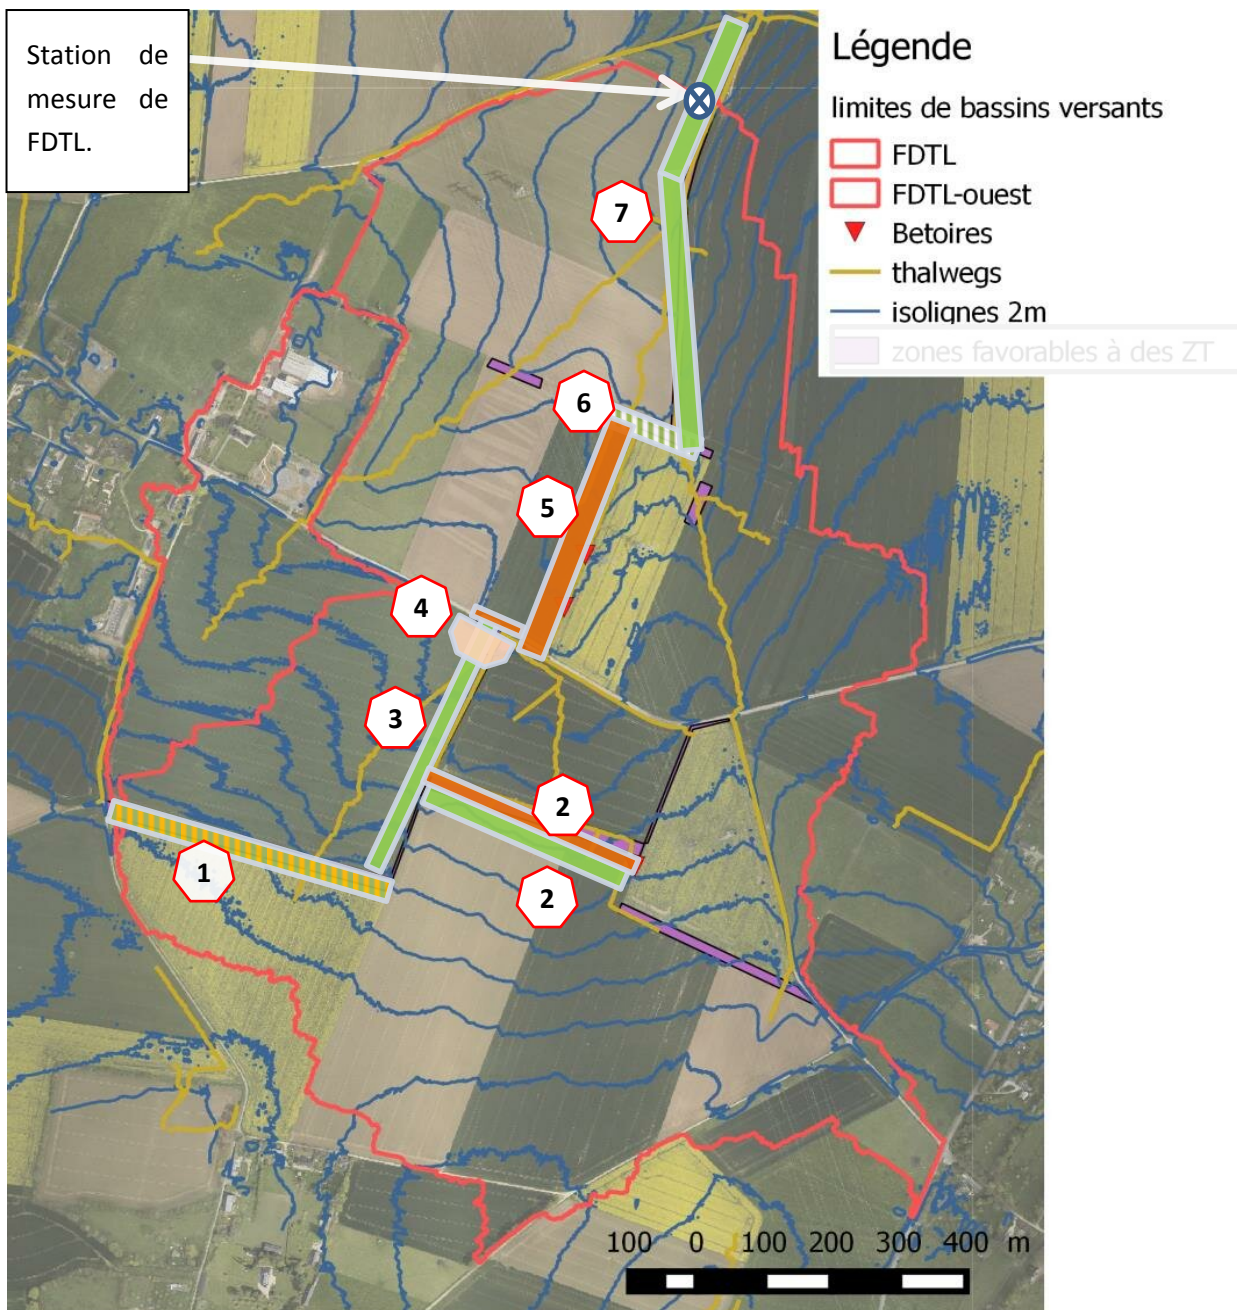 Station de
mesure de
FDTL.
Légende
limites de bassins versants
FDTL
FDTL-ouest
Betoires
thalwegs
isolignes 2m
zones favorables à des ZT
7
6
5
4
3
2
1
2
100 0 100 200 300 400 m